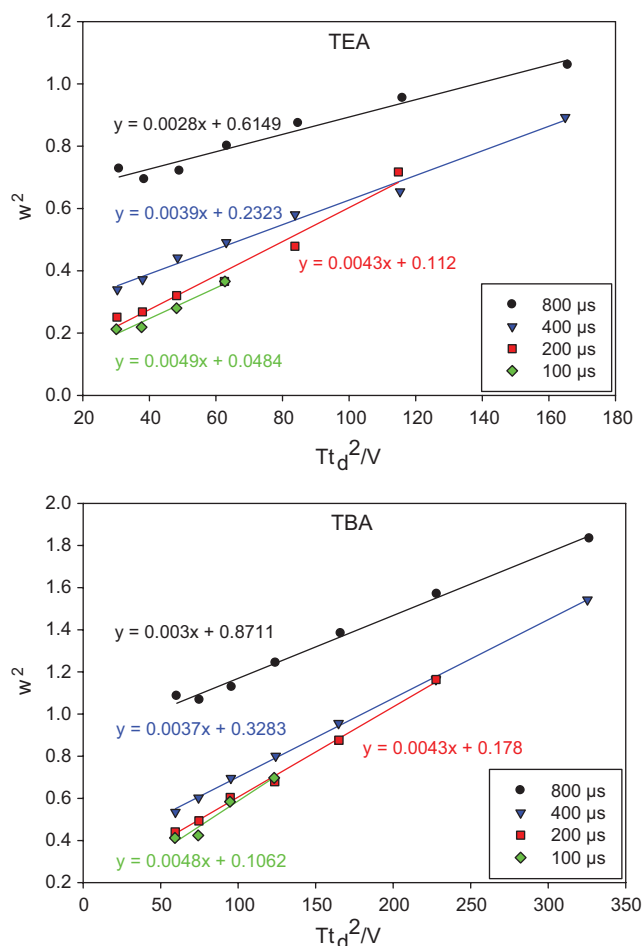 TEA
1.2
1.0
0.8
0.6
0.4
0.2
0.0
w²
y = 0.0028x + 0.6149
y = 0.0039x + 0.2323
y = 0.0043x + 0.112
y = 0.0049x + 0.0484
800 µs
400 µs
200 µs
100 µs
20 40 60 80 100 120 140 160 180
Tt_d²/V
TBA
2.0
1.8
1.6
1.4
1.2
1.0
0.8
0.6
0.4
0.2
w²
y = 0.003x + 0.8711
y = 0.0037x + 0.3283
y = 0.0043x + 0.178
y = 0.0048x + 0.1062
800 µs
400 µs
200 µs
100 µs
0 50 100 150 200 250 300 350
Tt_d²/V